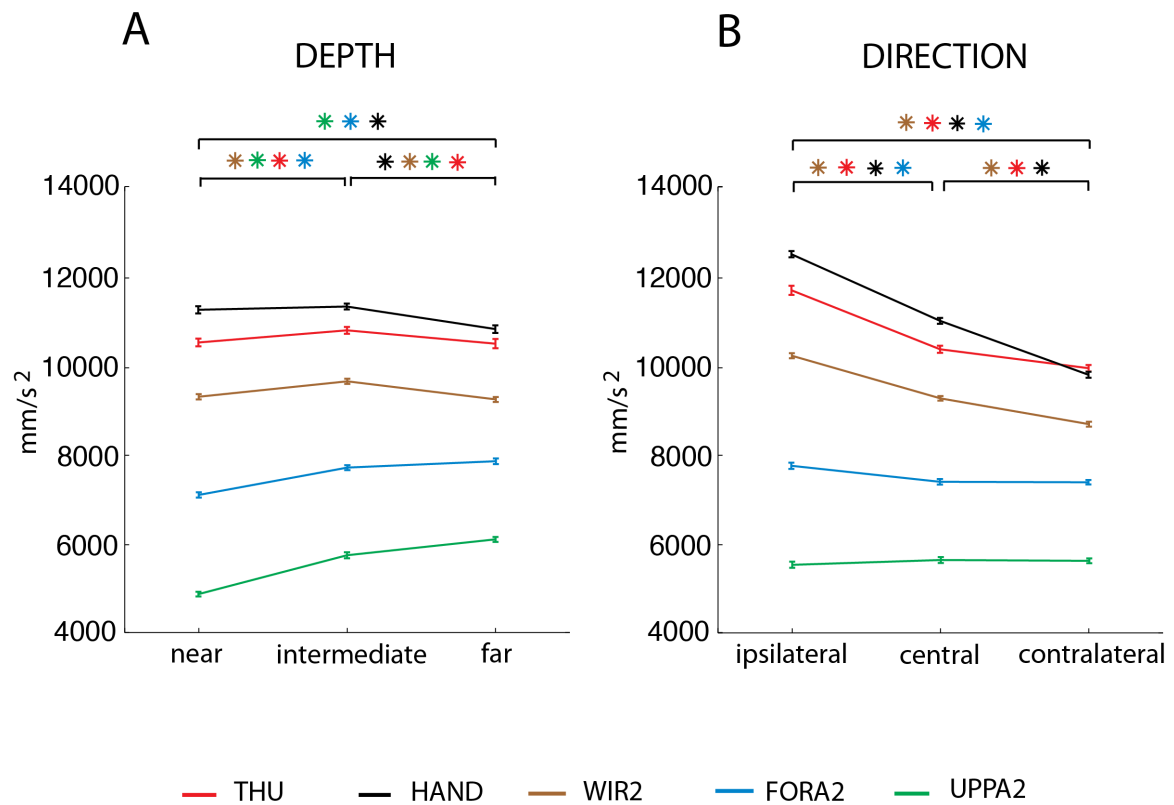 A
DEPTH
14000
12000
10000
8000
6000
4000
mm/s 2
near intermediate far
B
DIRECTION
14000
12000
10000
8000
6000
4000
mm/s 2
ipsilateral central contralateral
THU HAND WIR2 FORA2 UPPA2